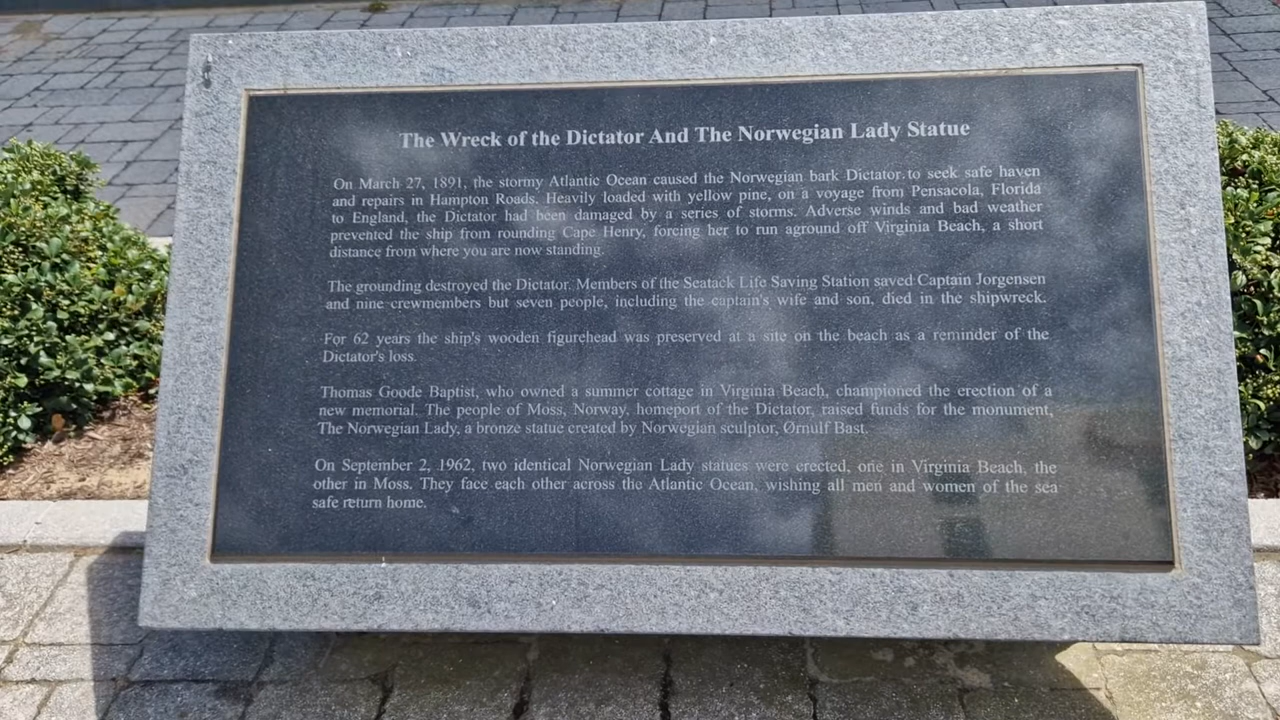 The Wreck of the Dictator And The Norwegian Lady Statue
On March 27, 1891, the stormy Atlantic Ocean caused the Norwegian bark Dictator to seek safe haven
and repairs in Hampton Roads. Heavily loaded with yellow pine, on a voyage from Pensacola, Florida
to England, the Dictator had been damaged by a series of storms. Adverse winds and bad weather
prevented the ship from rounding Cape Henry, forcing her to run aground off Virginia Beach, a short
distance from where you are now standing.
The grounding destroyed the Dictator. Members of the Seatack Life Saving Station saved Captain Jorgensen
and nine crewmembers but seven people, including the captain's wife and son, died in the shipwreck.
For 62 years the ship's wooden figurehead was preserved at a site on the beach as a reminder of the
Dictator's loss.
Thomas Goode Baptist, who owned a summer cottage in Virginia Beach, championed the erection of a
new memorial. The people of Moss, Norway, homeport of the Dictator, raised funds for the monument,
The Norwegian Lady, a bronze statue created by Norwegian sculptor, Ørnulf Bast.
On September 2, 1962, two identical Norwegian Lady statues were erected, one in Virginia Beach, the
other in Moss. They face each other across the Atlantic Ocean, wishing all men and women of the sea
safe return home.